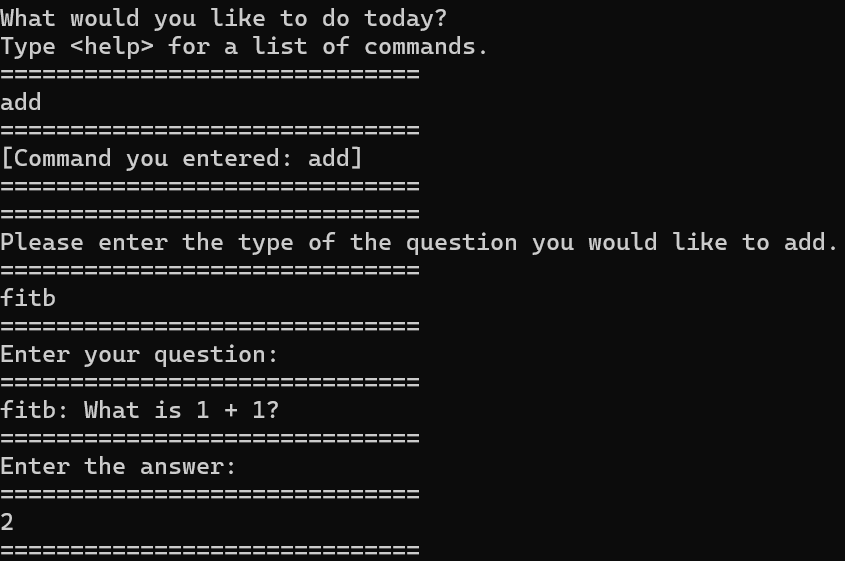 What would you like to do today?
Type <help> for a list of commands.
==============================
add
==============================
[Command you entered: add]
==============================
==============================
Please enter the type of the question you would like to add.
==============================
fitb
==============================
Enter your question:
==============================
fitb: What is 1 + 1?
==============================
Enter the answer:
==============================
2
==============================